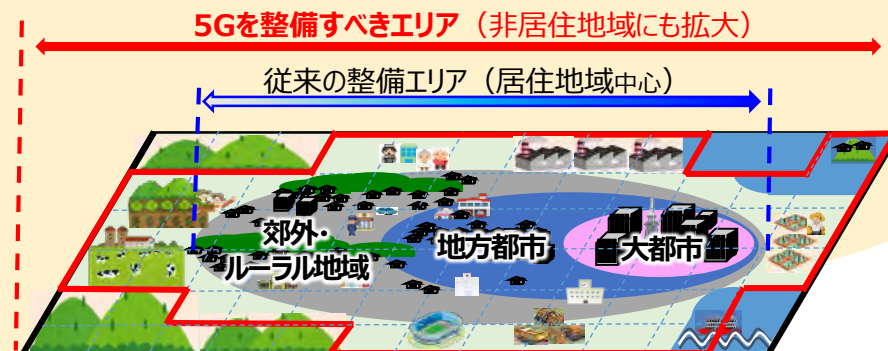 5Gを整備すべきエリア（非居住地域にも拡大）
従来の整備エリア（居住地域中心）
郊外・
ルーラル地域
地方都市
大都市